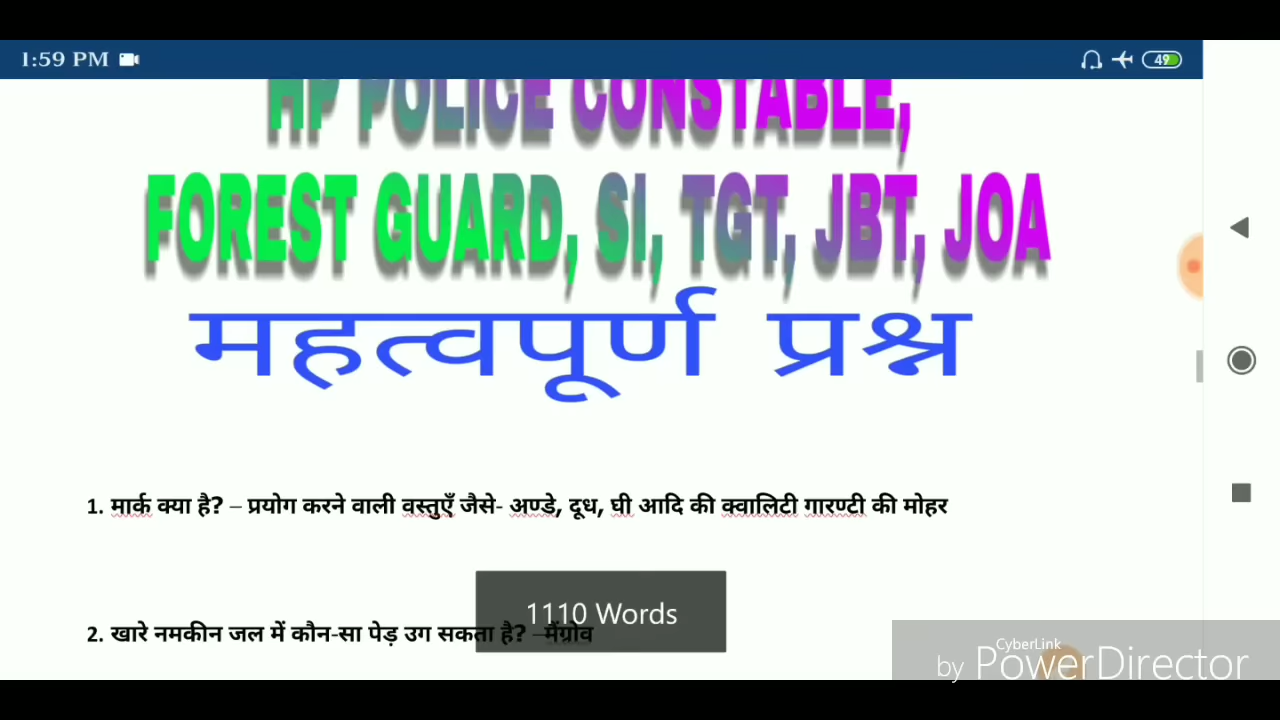 1:59 PM
49
HP POLICE CONSTABLE,
FOREST GUARD, SI, TGT, JBT, JOA
महत्वपूर्ण प्रश्न
1. मार्क क्या है? – प्रयोग करने वाली वस्तुएँ जैसे- अण्डे, दूध, घी आदि की क्वालिटी गारण्टी की मोहर
1110 Words
2. खारे नमकीन जल में कौन-सा पेड़ उग सकता है? –मैंग्रोव
CyberLink
by PowerDirector